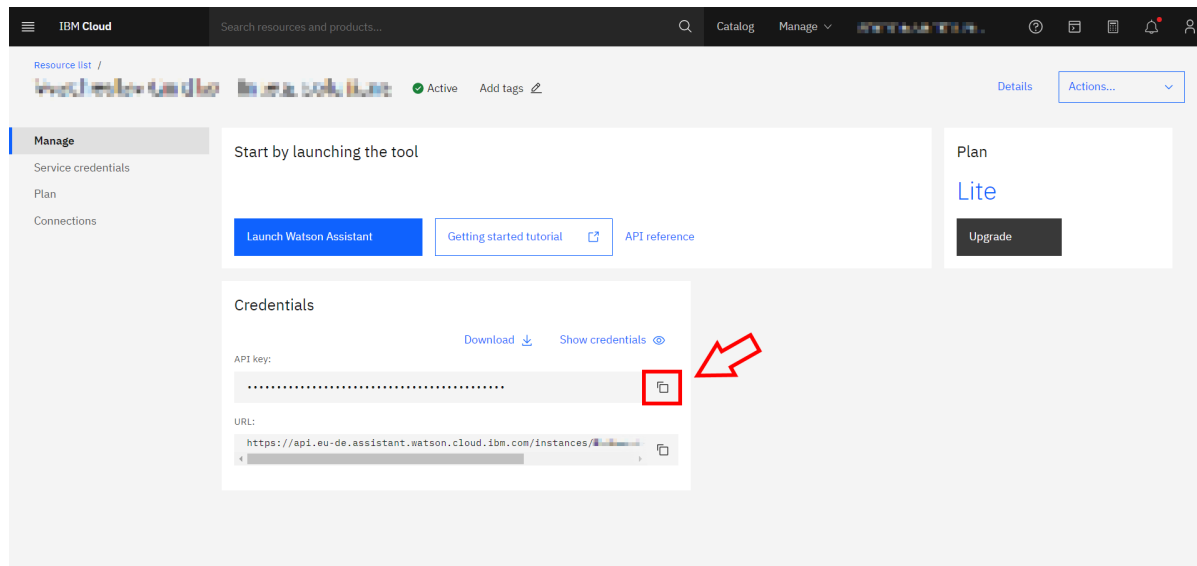 IBM Cloud Search resources and products... Catalog Manage
Resource list /
Active Add tags Details Actions...
Manage
Service credentials
Plan
Connections
Start by launching the tool
Launch Watson Assistant Getting started tutorial API reference
Plan
Lite
Upgrade
Credentials
Download Show credentials
API key:
URL:
https://api.eu-de.assistant.watson.cloud.ibm.com/instances/